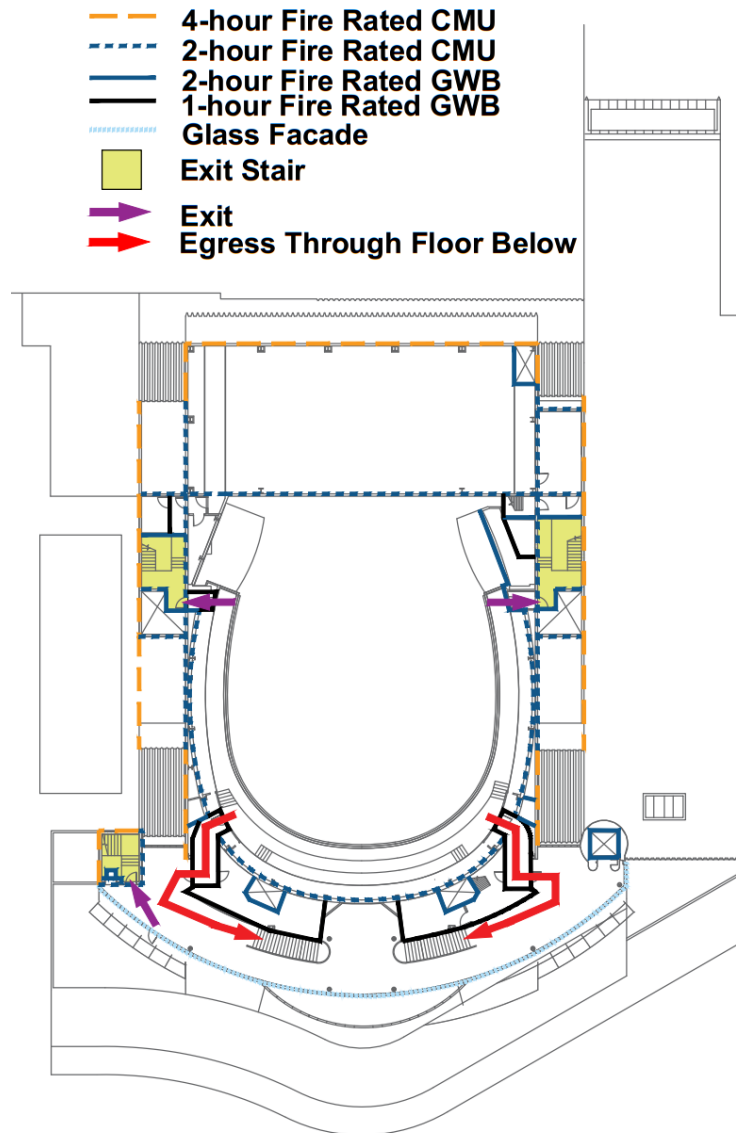 4-hour Fire Rated CMU
2-hour Fire Rated CMU
2-hour Fire Rated GWB
1-hour Fire Rated GWB
Glass Facade
Exit Stair
Exit
Egress Through Floor Below